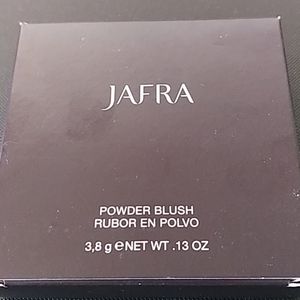 JAFRA
POWDER BLUSH
RUBOR EN POLVO
3,8 g ℮ NET WT .13 OZ